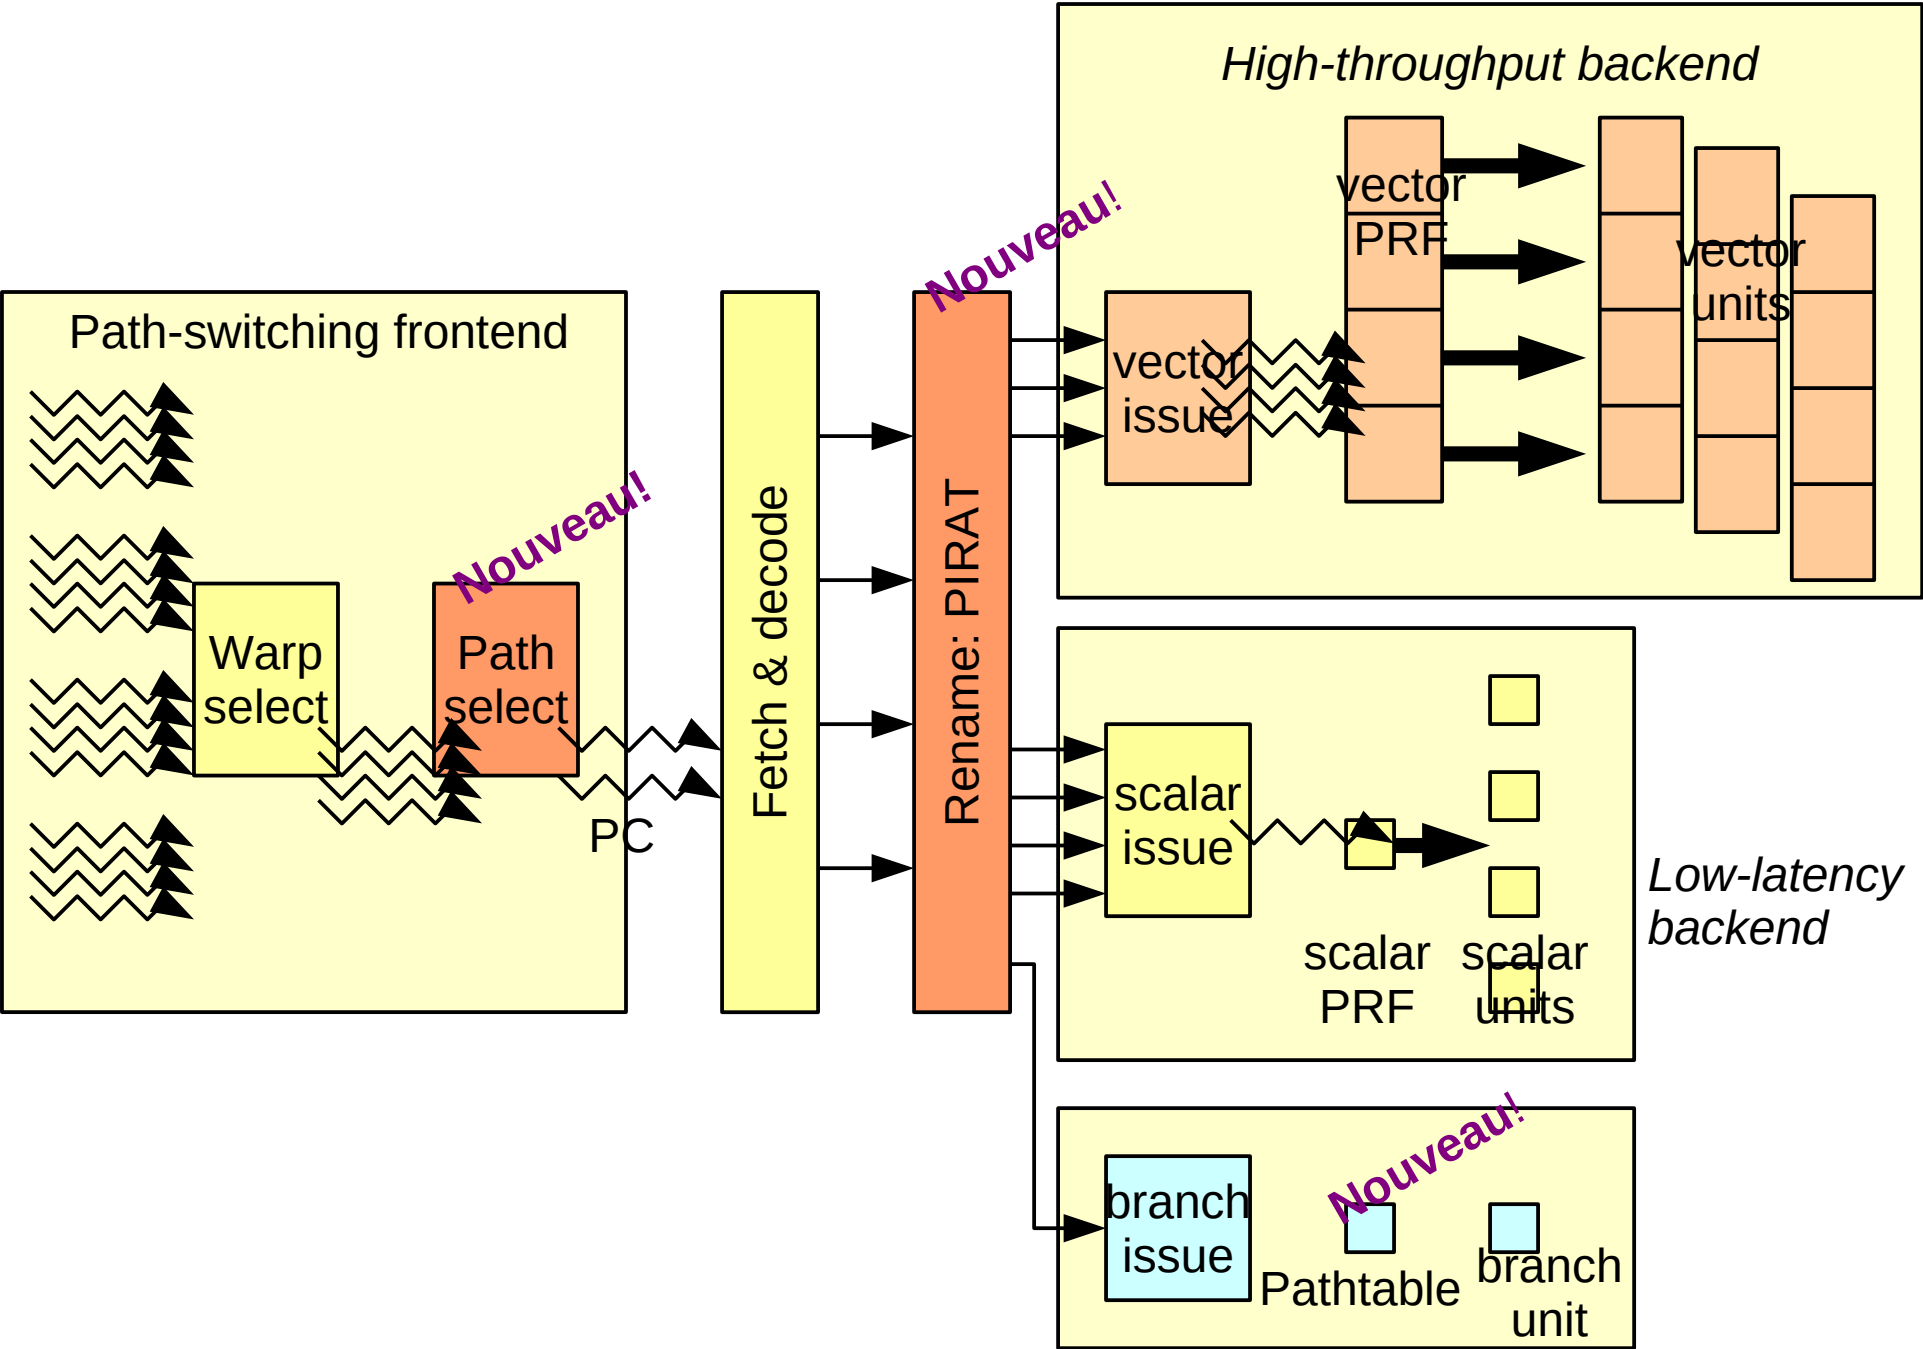 High-throughput backend
vector
PRF
vector
units
Nouveau!
Path-switching frontend
vector
issue
Nouveau!
Warp
select
Path
select
PC
Fetch & decode
Rename: PIRAT
scalar
issue
scalar
PRF
scalar
units
Low-latency
backend
Nouveau!
branch
issue
Pathtable
branch
unit